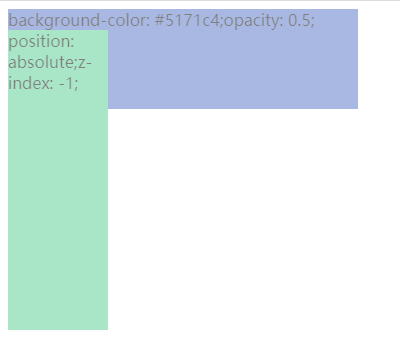 background-color: #5171c4;opacity: 0.5;
position:
absolute;z-
index: -1;